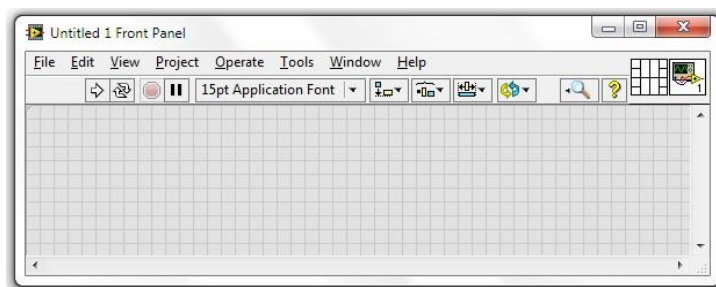 Untitled 1 Front Panel
File Edit View Project Operate Tools Window Help
15pt Application Font
?
1